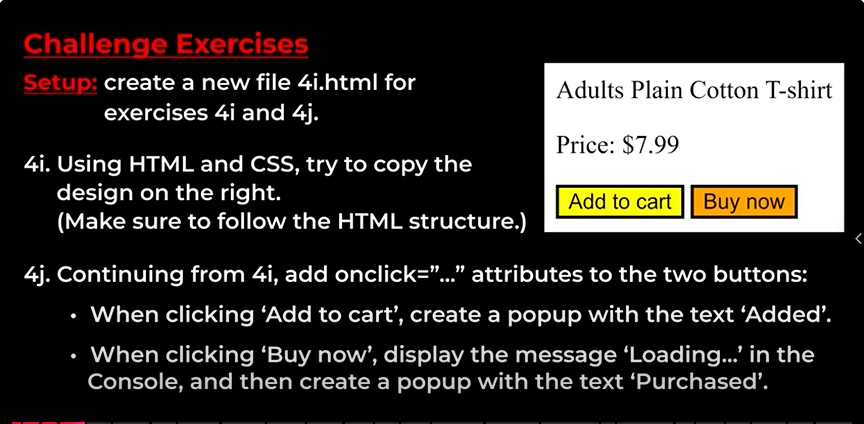 Challenge Exercises
Setup: create a new file 4i.html for
exercises 4i and 4j.
4i. Using HTML and CSS, try to copy the
design on the right.
(Make sure to follow the HTML structure.)
Adults Plain Cotton T-shirt
Price: $7.99
Add to cart
Buy now
4j. Continuing from 4i, add onclick=”...” attributes to the two buttons:
• When clicking ‘Add to cart’, create a popup with the text ‘Added’.
• When clicking ‘Buy now’, display the message ‘Loading...’ in the
Console, and then create a popup with the text ‘Purchased’.